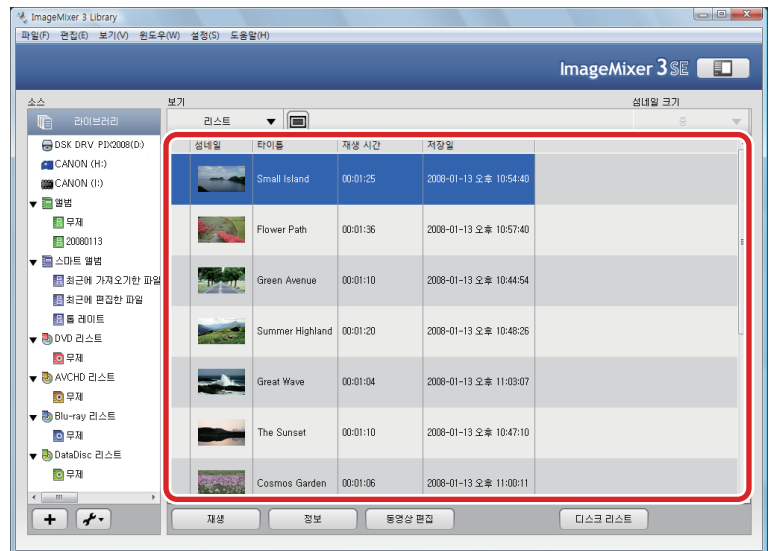 ImageMixer 3 Library
파일(F) 편집(E) 보기(V) 윈도우(W) 설정(S) 도움말(H)
ImageMixer 3 SE
소스
보기
섬네일 크기
라이브러리
리스트
중
DSK DRV PIX2008(D:)
CANON (H:)
CANON (I:)
앨범
무제
20080113
스마트 앨범
최근에 가져오기한 파일
최근에 편집한 파일
톱 레이트
DVD 리스트
무제
AVCHD 리스트
무제
Blu-ray 리스트
무제
DataDisc 리스트
무제
섬네일 타이틀 재생 시간 저장일
Small Island 00:01:25 2008-01-13 오후 10:54:40
Flower Path 00:01:36 2008-01-13 오후 10:57:40
Green Avenue 00:01:10 2008-01-13 오후 10:44:54
Summer Highland 00:01:20 2008-01-13 오후 10:48:26
Great Wave 00:01:04 2008-01-13 오후 11:03:07
The Sunset 00:01:10 2008-01-13 오후 10:47:10
Cosmos Garden 00:01:06 2008-01-13 오후 11:00:11
재생 정보 동영상 편집 디스크 리스트